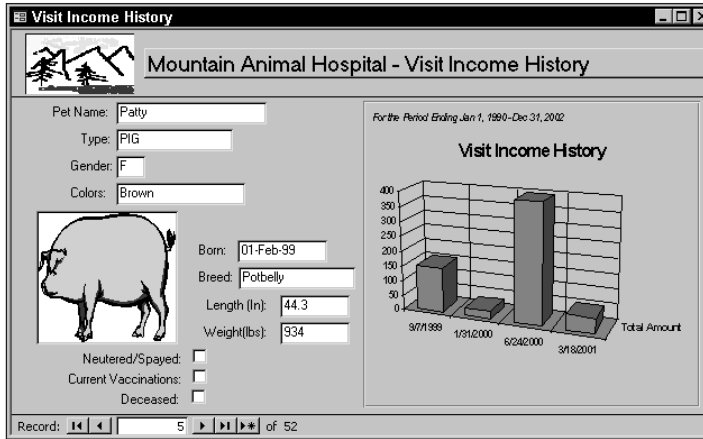 Visit Income History
Mountain Animal Hospital - Visit Income History
Pet Name: Patty
Type: PIG
Gender: F
Colors: Brown
Born: 01-Feb-99
Breed: Potbelly
Length (In): 44.3
Weight(lbs): 934
Neutered/Spayed:
Current Vaccinations:
Deceased:
For the Period Ending Jan 1, 1990-Dec 31, 2002
Visit Income History
400
350
300
250
200
150
100
50
0
9/7/1999
1/31/2000
6/24/2000
3/18/2001
Total Amount
Record: 5 of 52